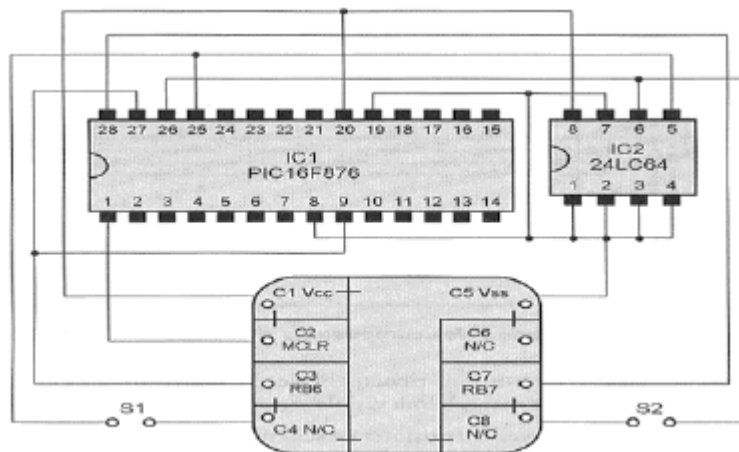 28 27 26 25 24 23 22 21 20 19 18 17 16 15
IC1
PIC16F876
1 2 3 4 5 6 7 8 9 10 11 12 13 14
8 7 6 5
IC2
24LC64
1 2 3 4
C1 Vcc
C5 Vss
C2
MCLR
C6
N/C
C3
RB6
C7
RB7
S1
C4 N/C
C8
N/C
S2